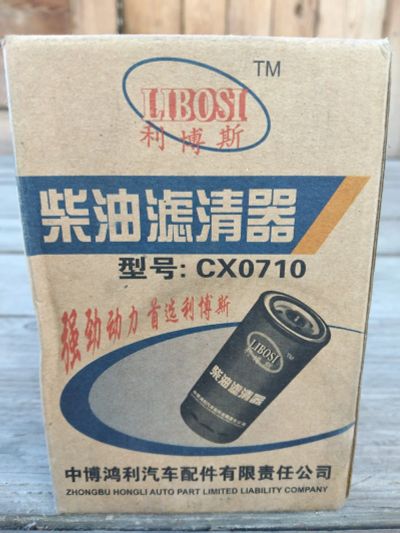 TM
LIBOSI
利博斯
柴油滤清器
型号: CX0710
强劲动力 首选利博斯
LIBOSI
TM
柴油滤清器
中博鸿利汽车配件有限责任公司
ZHONGBU HONGLI AUTO PART LIMITED LIABILITY COMPANY